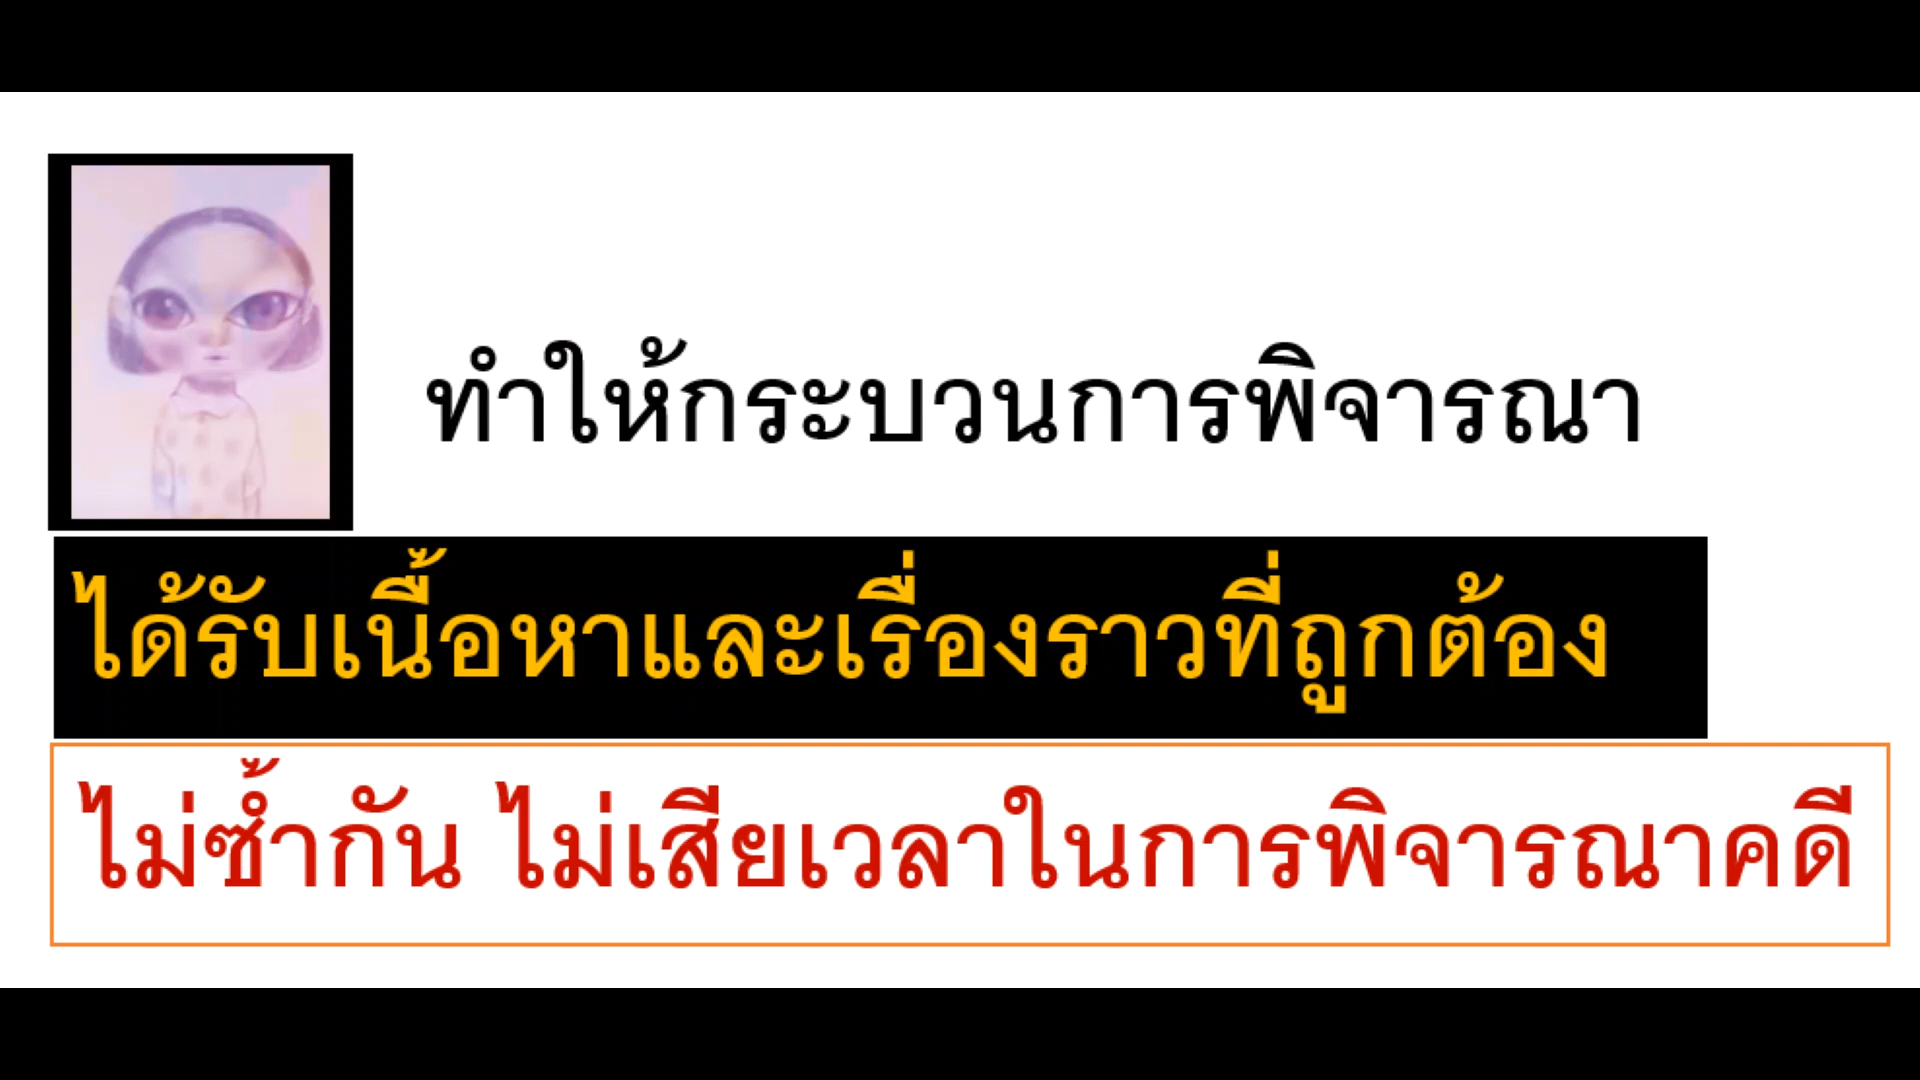 ทำให้กระบวนการพิจารณา
ได้รับเนื้อหาและเรื่องราวที่ถูกต้อง
ไม่ซ้ำกัน ไม่เสียเวลาในการพิจารณาคดี